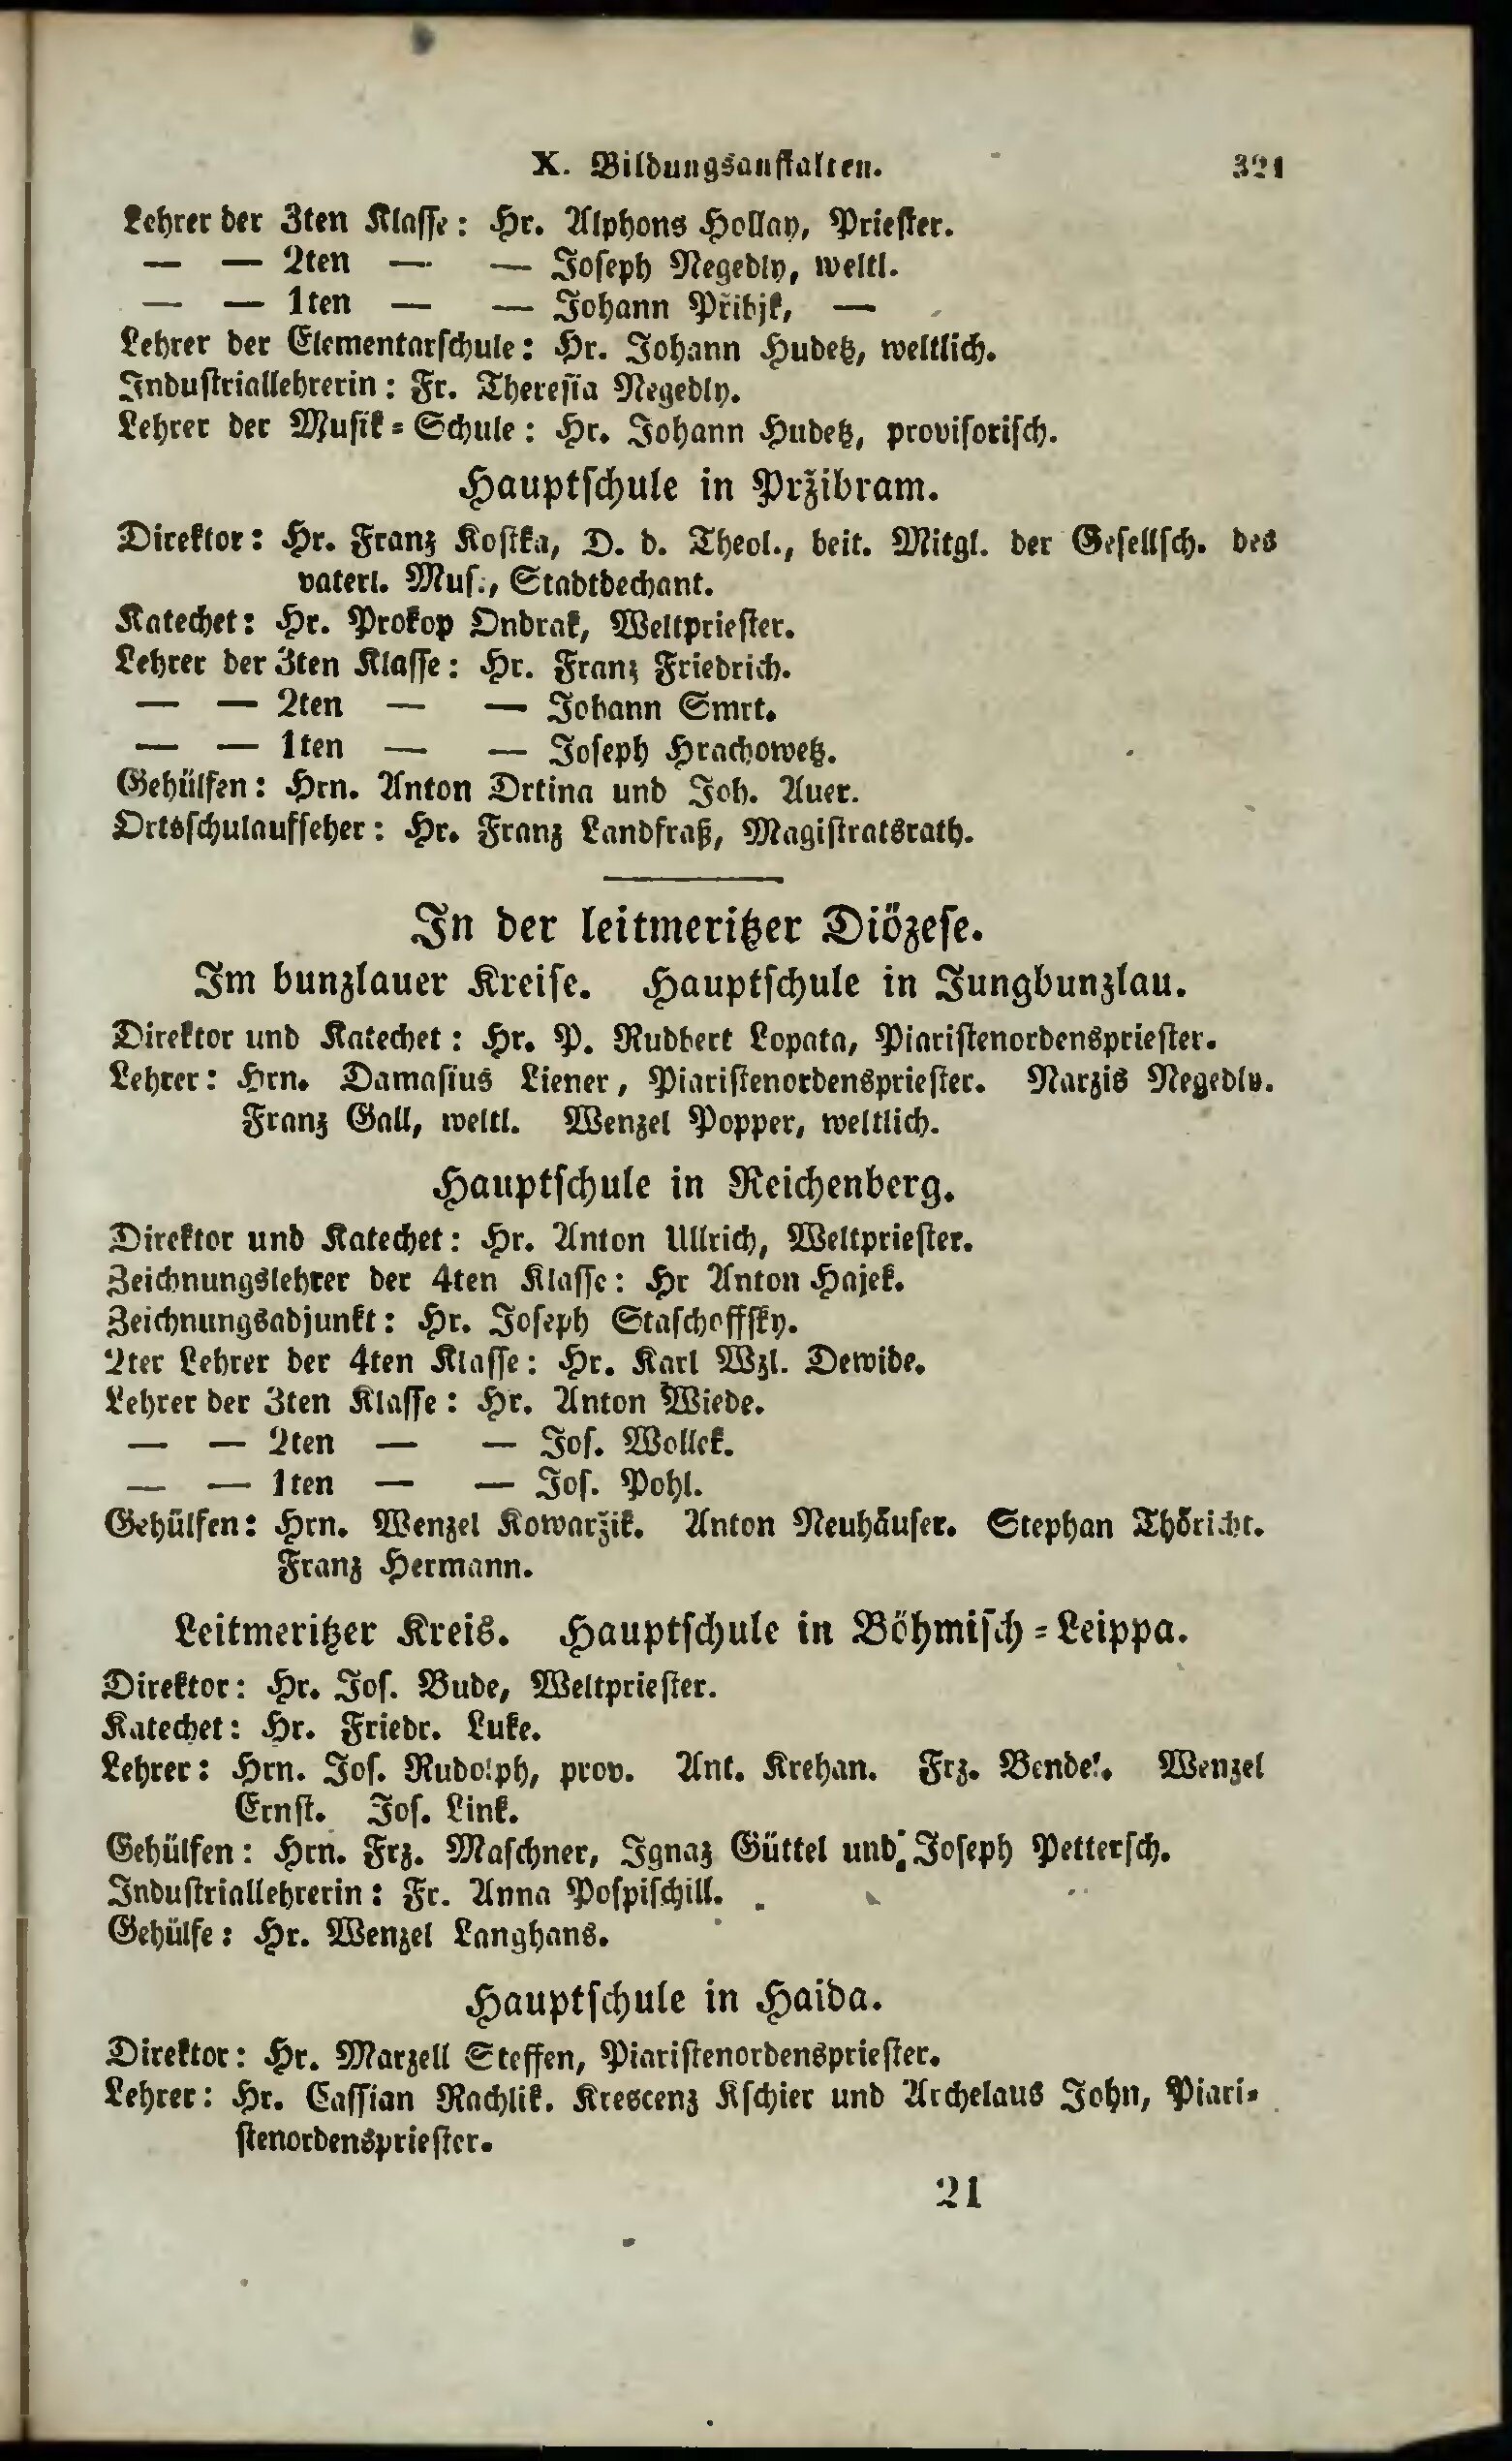 X. Bildungsanstalten. 321
Lehrer der 3ten Klasse: Hr. Alphons Hollay, Priester.
— — 2ten — — Joseph Negedly, weltl.
— — 1ten — — Johann Přibjk, —
Lehrer der Elementarschule: Hr. Johann Hudetz, weltlich.
Industriallehrerin: Fr. Theresia Negedly.
Lehrer der Musik-Schule: Hr. Johann Hudetz, provisorisch.
Hauptschule in Pržibram.
Direktor: Hr. Franz Kostka, D. d. Theol., beit. Mitgl. der Gesellsch. des
vaterl. Mus., Stadtdechant.
Katechet: Hr. Prokop Ondrak, Weltpriester.
Lehrer der 3ten Klasse: Hr. Franz Friedrich.
— — 2ten — — Johann Smrt.
— — 1ten — — Joseph Hrachowetz.
Gehülfen: Hrn. Anton Drtina und Joh. Auer.
Ortsschulaufseher: Hr. Franz Landfraß, Magistratsrath.
In der leitmeritzer Diözese.
Im bunzlauer Kreise. Hauptschule in Jungbunzlau.
Direktor und Katechet: Hr. P. Rudbert Lopata, Piaristenordenspriester.
Lehrer: Hrn. Damasius Liener, Piaristenordenspriester. Narzis Negedly.
Franz Gall, weltl. Wenzel Popper, weltlich.
Hauptschule in Reichenberg.
Direktor und Katechet: Hr. Anton Ullrich, Weltpriester.
Zeichnungslehrer der 4ten Klasse: Hr Anton Hajek.
Zeichnungsadjunkt: Hr. Joseph Staschoffsky.
2ter Lehrer der 4ten Klasse: Hr. Karl Wzl. Dewide.
Lehrer der 3ten Klasse: Hr. Anton Wiede.
— — 2ten — — Jos. Wollek.
— — 1ten — — Jos. Pohl.
Gehülfen: Hrn. Wenzel Kowaržik. Anton Neuhäuser. Stephan Thöricht.
Franz Hermann.
Leitmeritzer Kreis. Hauptschule in Böhmisch-Leippa.
Direktor: Hr. Jos. Bude, Weltpriester.
Katechet: Hr. Friedr. Luke.
Lehrer: Hrn. Jos. Rudolph, prov. Ant. Krehan. Frz. Bendel. Wenzel
Ernst. Jos. Link.
Gehülfen: Hrn. Frz. Maschner, Ignaz Güttel und Joseph Pettersch.
Industriallehrerin: Fr. Anna Pospischill.
Gehülfe: Hr. Wenzel Langhans.
Hauptschule in Haida.
Direktor: Hr. Marzell Steffen, Piaristenordenspriester.
Lehrer: Hr. Cassian Rachlik. Krescenz Kschier und Archelaus John, Piari-
stenordenspriester.
21